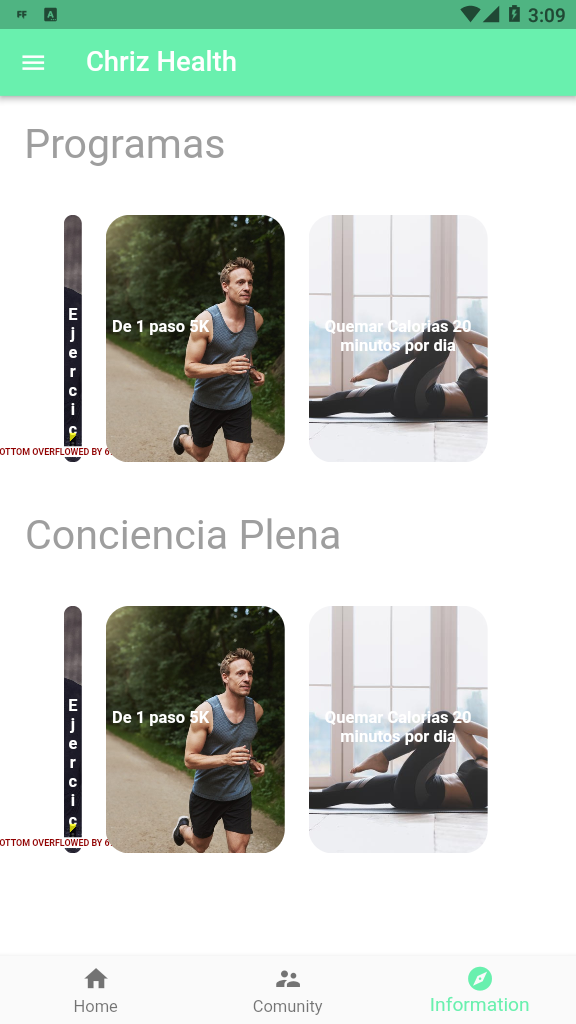 3:09
Chriz Health
Programas
E
j
e
r
c
i
c
OTTOM OVERFLOWED BY 6
De 1 paso 5K
Quemar Calorias 20
minutos por dia
Conciencia Plena
E
j
e
r
c
i
c
OTTOM OVERFLOWED BY 6
De 1 paso 5K
Quemar Calorias 20
minutos por dia
Home
Comunity
Information